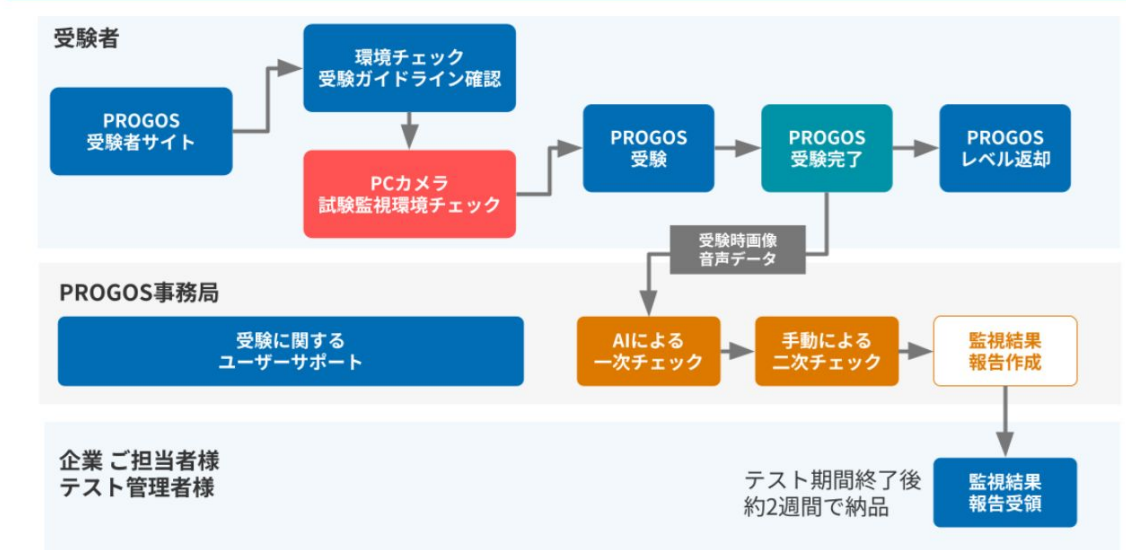 受験者
PROGOS
受験者サイト
環境チェック
受験ガイドライン確認
PCカメラ
試験監視環境チェック
PROGOS
受験
PROGOS
受験完了
PROGOS
レベル返却
受験時画像
音声データ
PROGOS事務局
受験に関する
ユーザーサポート
AIによる
一次チェック
手動による
二次チェック
監視結果
報告作成
企業 ご担当者様
テスト管理者様
テスト期間終了後
約2週間で納品
監視結果
報告受領